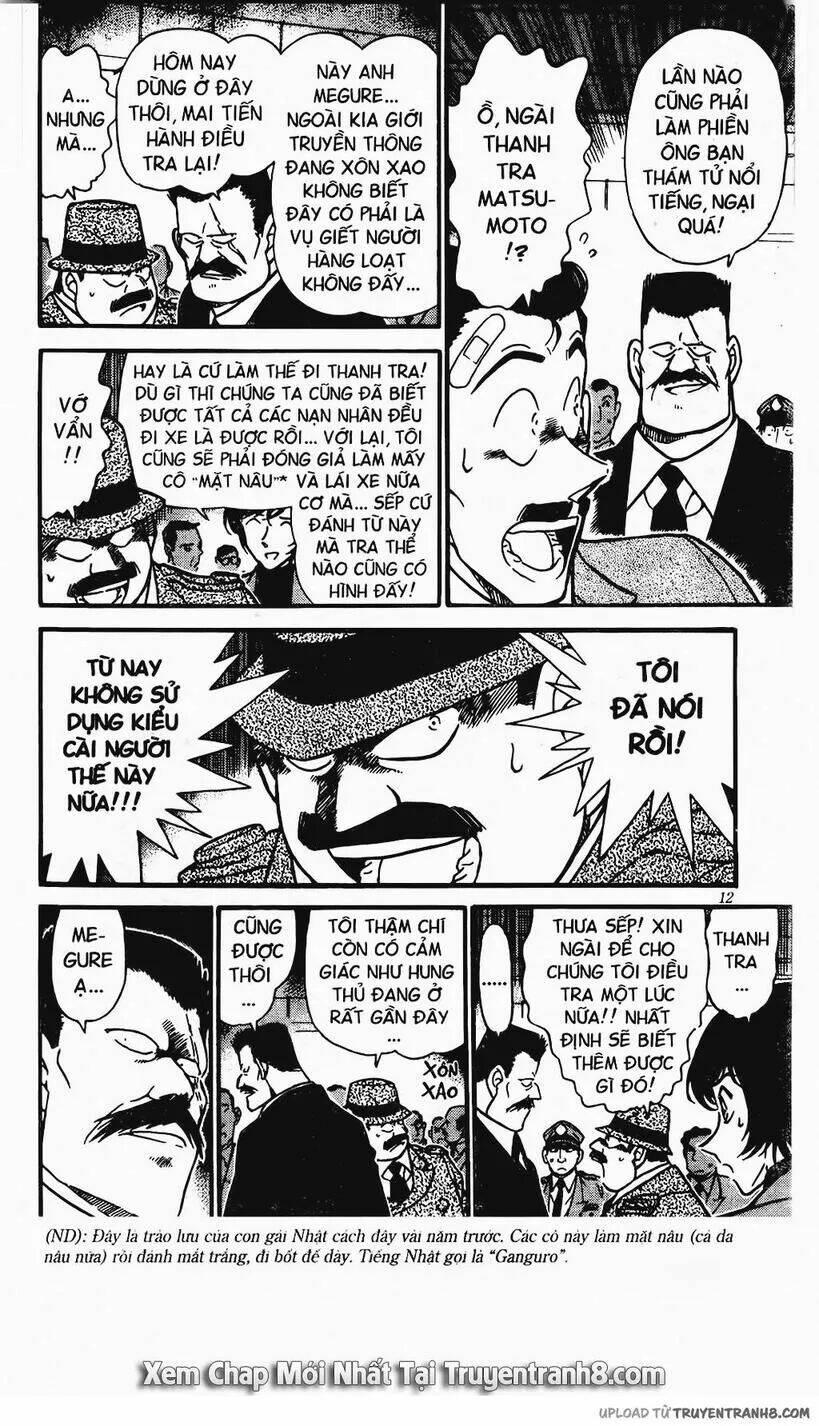 LẦN NÀO
CŨNG PHẢI
LÀM PHIỀN
ÔNG BẠN
THÁM TỬ NỔI
TIẾNG, NGẠI
QUÁ!
Ồ, NGÀI
THANH
TRA
MATSU-
MOTO
!?
NÀY ANH
MEGURE...
NGOÀI KIA GIỚI
TRUYỀN THÔNG
ĐANG XÔN XAO
KHÔNG BIẾT
ĐÂY CÓ PHẢI LÀ
VỤ GIẾT NGƯỜI
HÀNG LOẠT
KHÔNG ĐẤY...
HÔM NAY
DỪNG Ở ĐÂY
THÔI, MAI TIẾN
HÀNH ĐIỀU
TRA LẠI!
A...
NHƯNG
MÀ...
HAY LÀ CỨ LÀM THẾ ĐI THANH TRA!
DÙ GÌ THÌ CHÚNG TA CŨNG ĐÃ BIẾT
ĐƯỢC TẤT CẢ CÁC NẠN NHÂN ĐỀU
ĐI XE LÀ ĐƯỢC RỒI... VỚI LẠI, TÔI
CŨNG SẼ PHẢI ĐÓNG GIẢ LÀM MẤY
CÔ "MẶT NÂU"* VÀ LÁI XE NỮA
CƠ MÀ... SẾP CỨ
ĐÁNH TỪ NÀY
MÀ TRA THỂ
NÀO CŨNG CÓ
HÌNH ĐẤY!
VỚ
VẨN
!!
TÔI
ĐÃ NÓI
RỒI!
TỪ NAY
KHÔNG SỬ
DỤNG KIỂU
CÀI NGƯỜI
THẾ NÀY
NỮA!!!
12
THANH
TRA
...
THƯA SẾP! XIN
NGÀI ĐỂ CHO
CHÚNG TÔI ĐIỀU
TRA MỘT LÚC
NỮA!! NHẤT
ĐỊNH SẼ BIẾT
THÊM ĐƯỢC
GÌ ĐÓ!
......
TÔI THẬM CHÍ
CÒN CÓ CẢM
GIÁC NHƯ HUNG
THỦ ĐANG Ở
RẤT GẦN ĐÂY
...
XÔN
XAO
CŨNG
ĐƯỢC
THÔI
...
ME-
GURE
Ạ...
(ND): Đây là trào lưu của con gái Nhật cách đây vài năm trước. Các cô này làm mặt nâu (cả da
nâu nữa) rồi đánh mắt trắng, đi bốt đế dày. Tiếng Nhật gọi là "Ganguro".
Xem Chap Mới Nhất Tại Truyentranh8.com
UPLOAD TỪ TRUYENTRANH8.COM